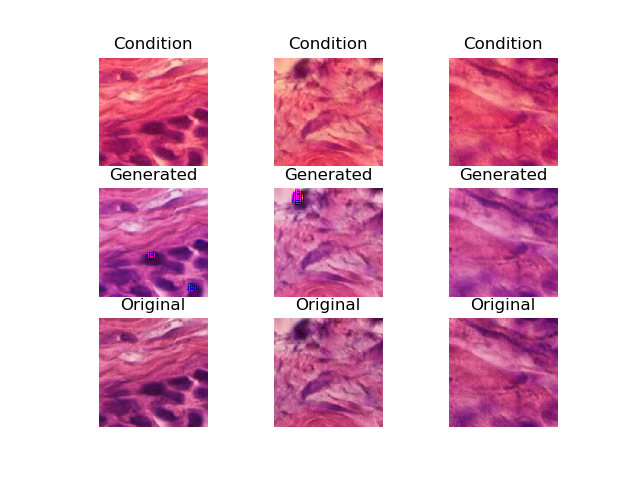 Condition Condition Condition
Generated Generated Generated
Original Original Original